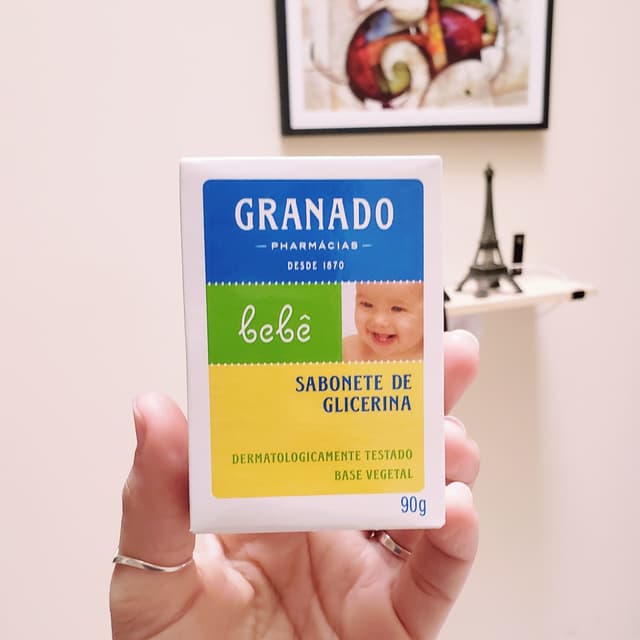 GRANADO
PHARMÁCIAS
DESDE 1870
bebê
SABONETE DE
GLICERINA
DERMATOLOGICAMENTE TESTADO
BASE VEGETAL
90g